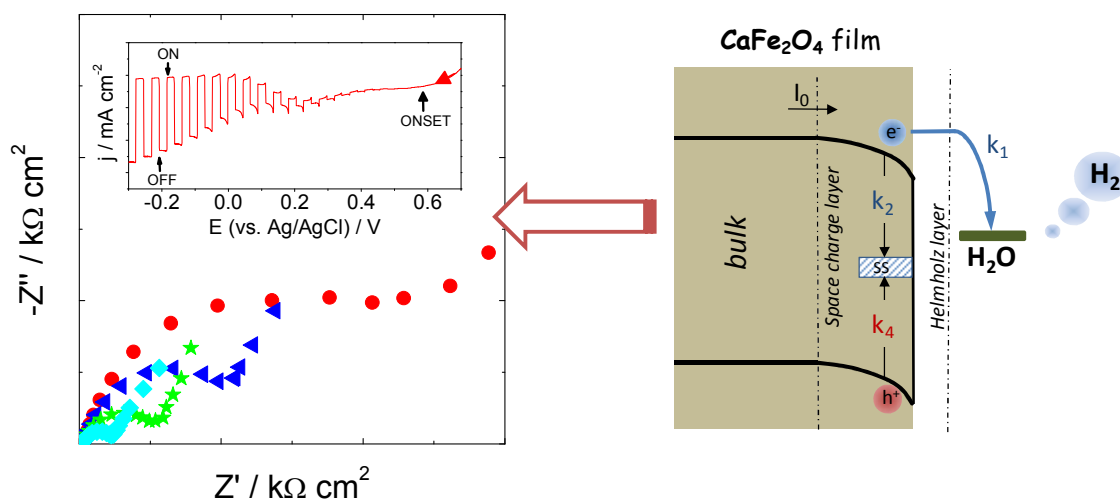 ON
OFF
ONSET
j / mA cm-2
-0.2 0.0 0.2 0.4 0.6
E (vs. Ag/AgCl) / V
-Z'' / kΩ cm2
Z' / kΩ cm2
CaFe2O4 film
I0
e-
k1
H2
k2
bulk
Space charge layer
ss
Helmholz layer
H2O
k4
h+